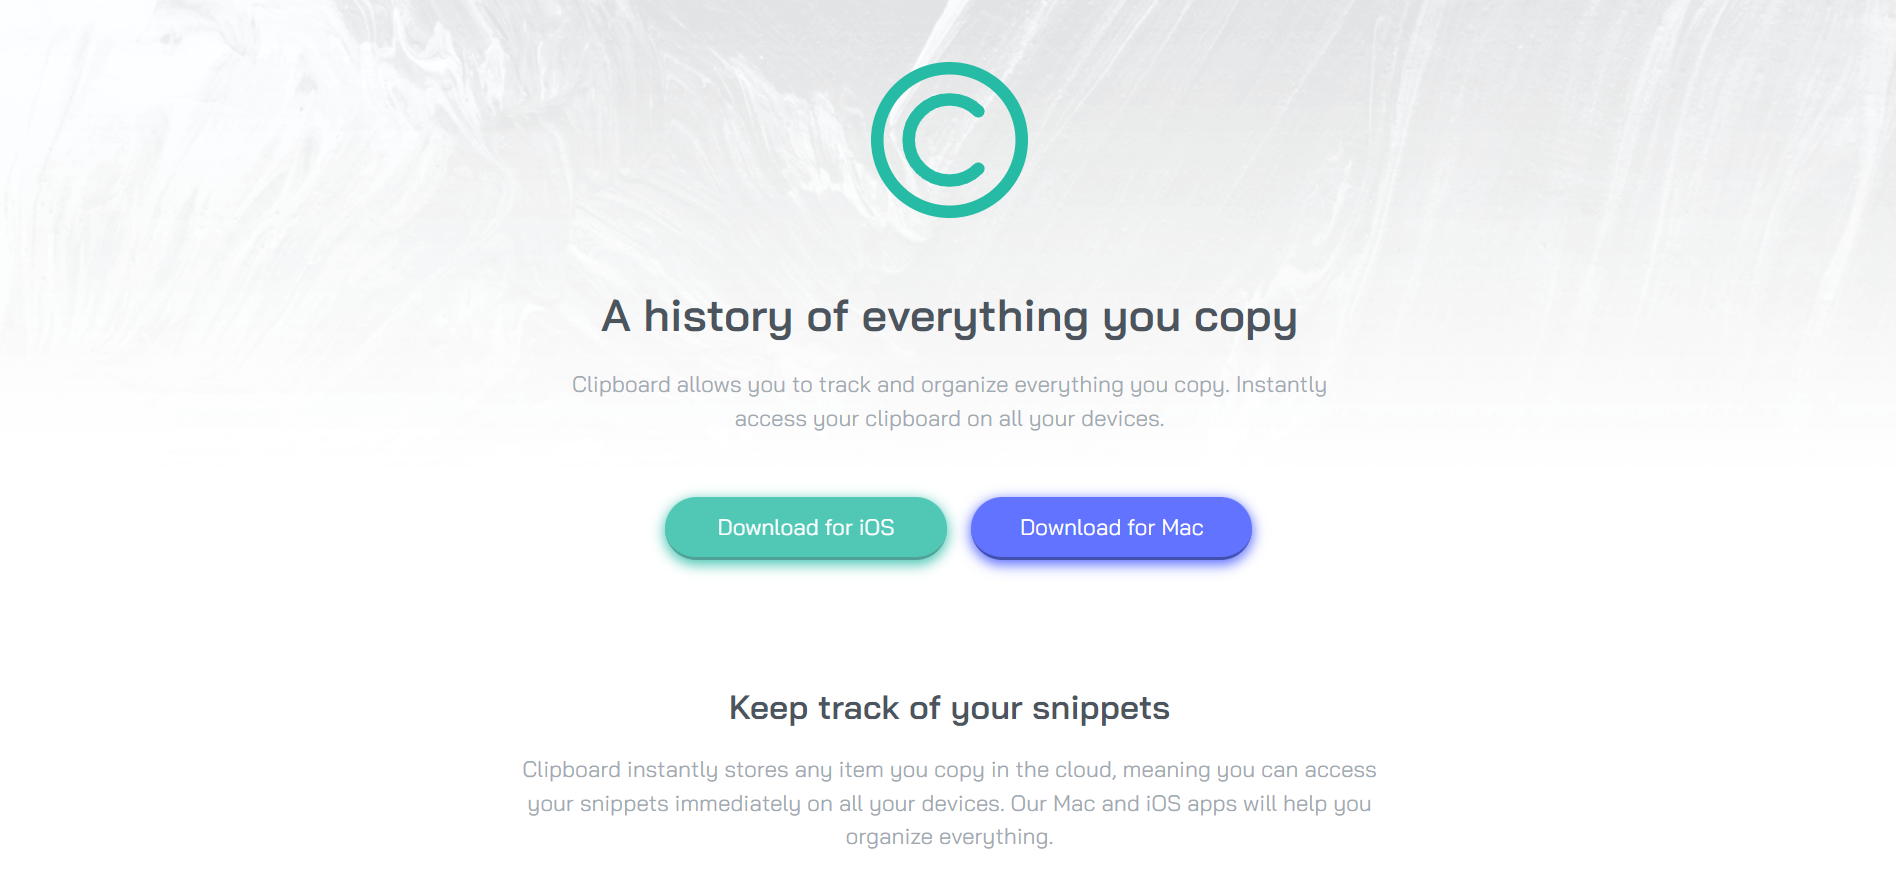 A history of everything you copy
Clipboard allows you to track and organize everything you copy. Instantly
access your clipboard on all your devices.
Download for iOS
Download for Mac
Keep track of your snippets
Clipboard instantly stores any item you copy in the cloud, meaning you can access
your snippets immediately on all your devices. Our Mac and iOS apps will help you
organize everything.